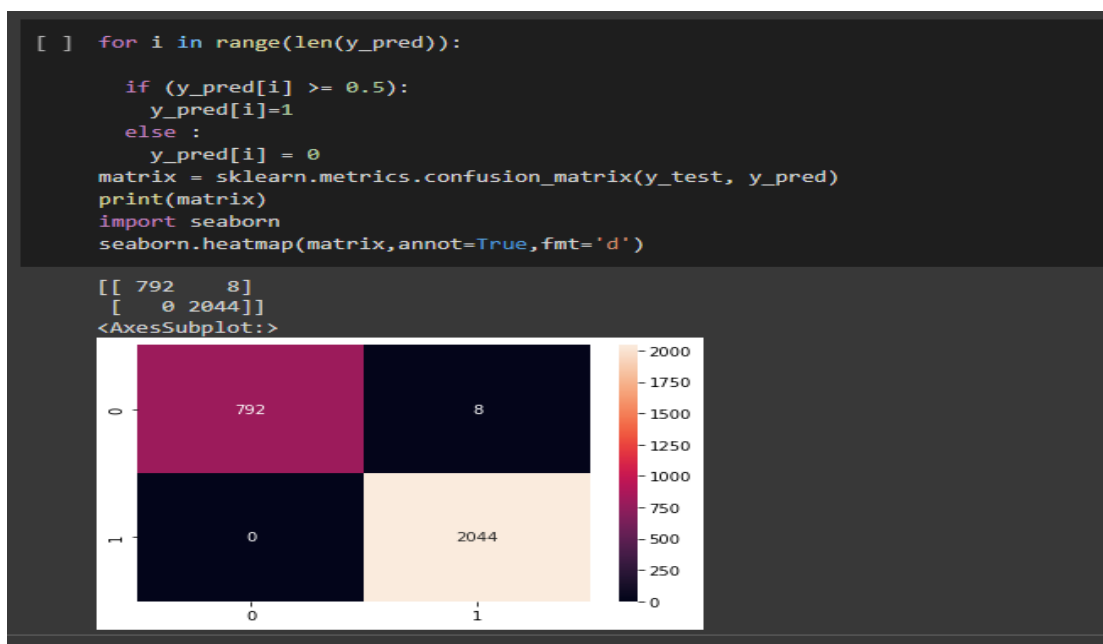 [ ] for i in range(len(y_pred)):
if (y_pred[i] >= 0.5):
y_pred[i]=1
else :
y_pred[i] = 0
matrix = sklearn.metrics.confusion_matrix(y_test, y_pred)
print(matrix)
import seaborn
seaborn.heatmap(matrix,annot=True,fmt='d')
[[ 792 8]
[ 0 2044]]
<AxesSubplot:>
2000
1750
0 792 8
1500
1250
1000
750
1 0 2044
500
250
0
0 1